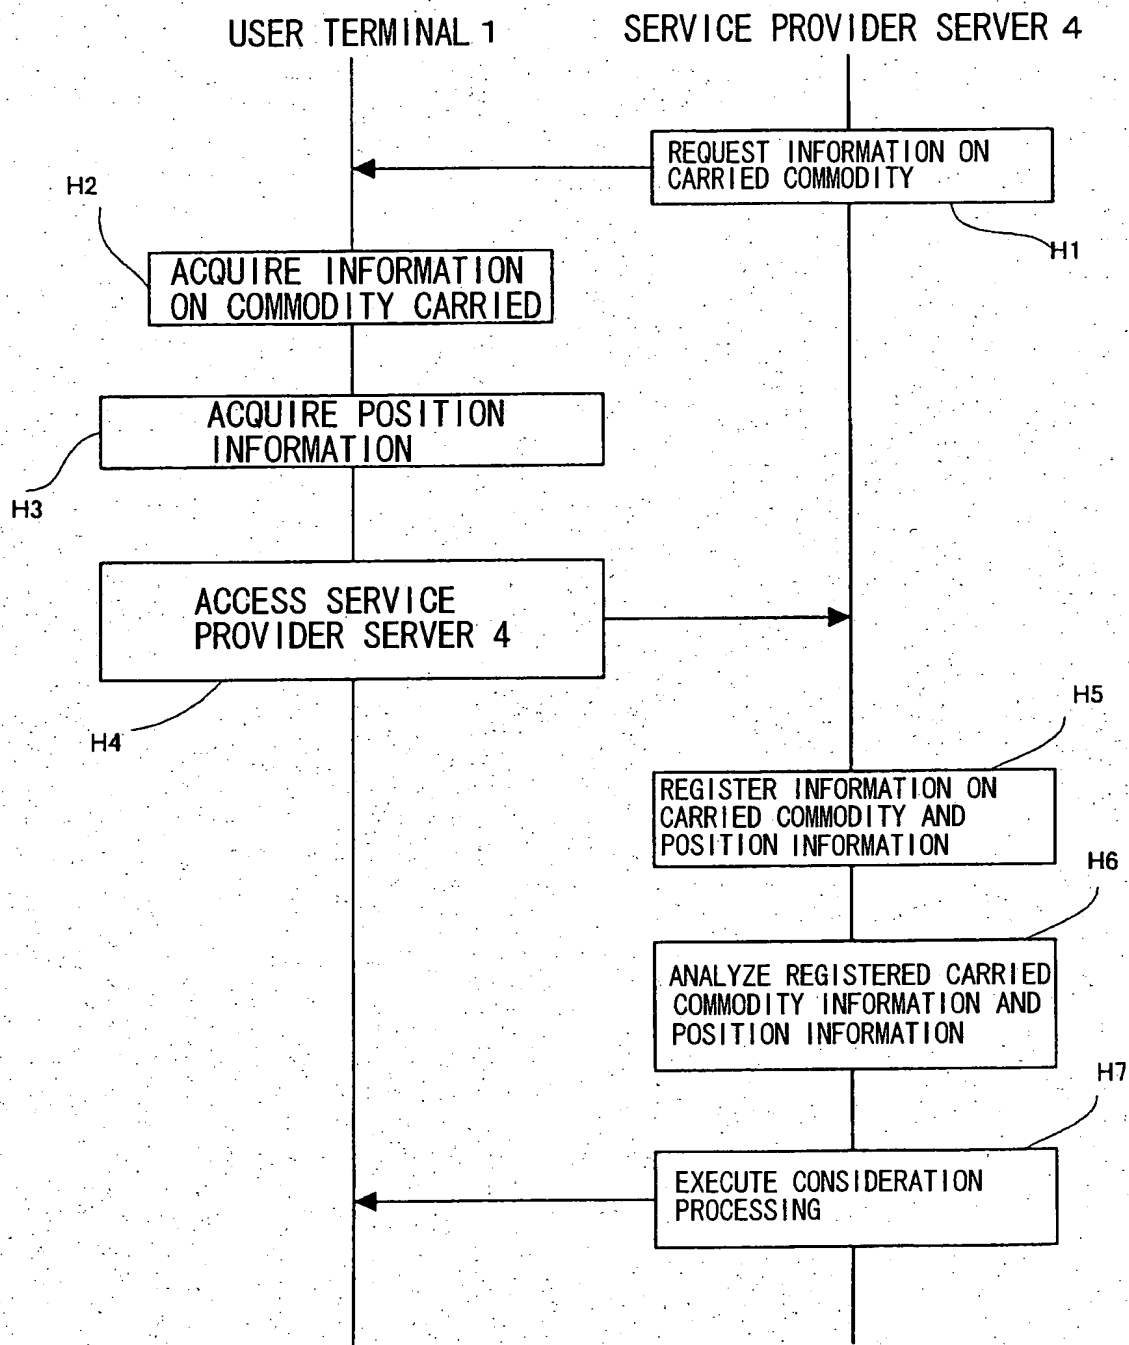 USER TERMINAL 1
SERVICE PROVIDER SERVER 4
REQUEST INFORMATION ON
CARRIED COMMODITY
H1
H2
ACQUIRE INFORMATION
ON COMMODITY CARRIED
ACQUIRE POSITION
INFORMATION
H3
ACCESS SERVICE
PROVIDER SERVER 4
H4
H5
REGISTER INFORMATION ON
CARRIED COMMODITY AND
POSITION INFORMATION
H6
ANALYZE REGISTERED CARRIED
COMMODITY INFORMATION AND
POSITION INFORMATION
H7
EXECUTE CONSIDERATION
PROCESSING